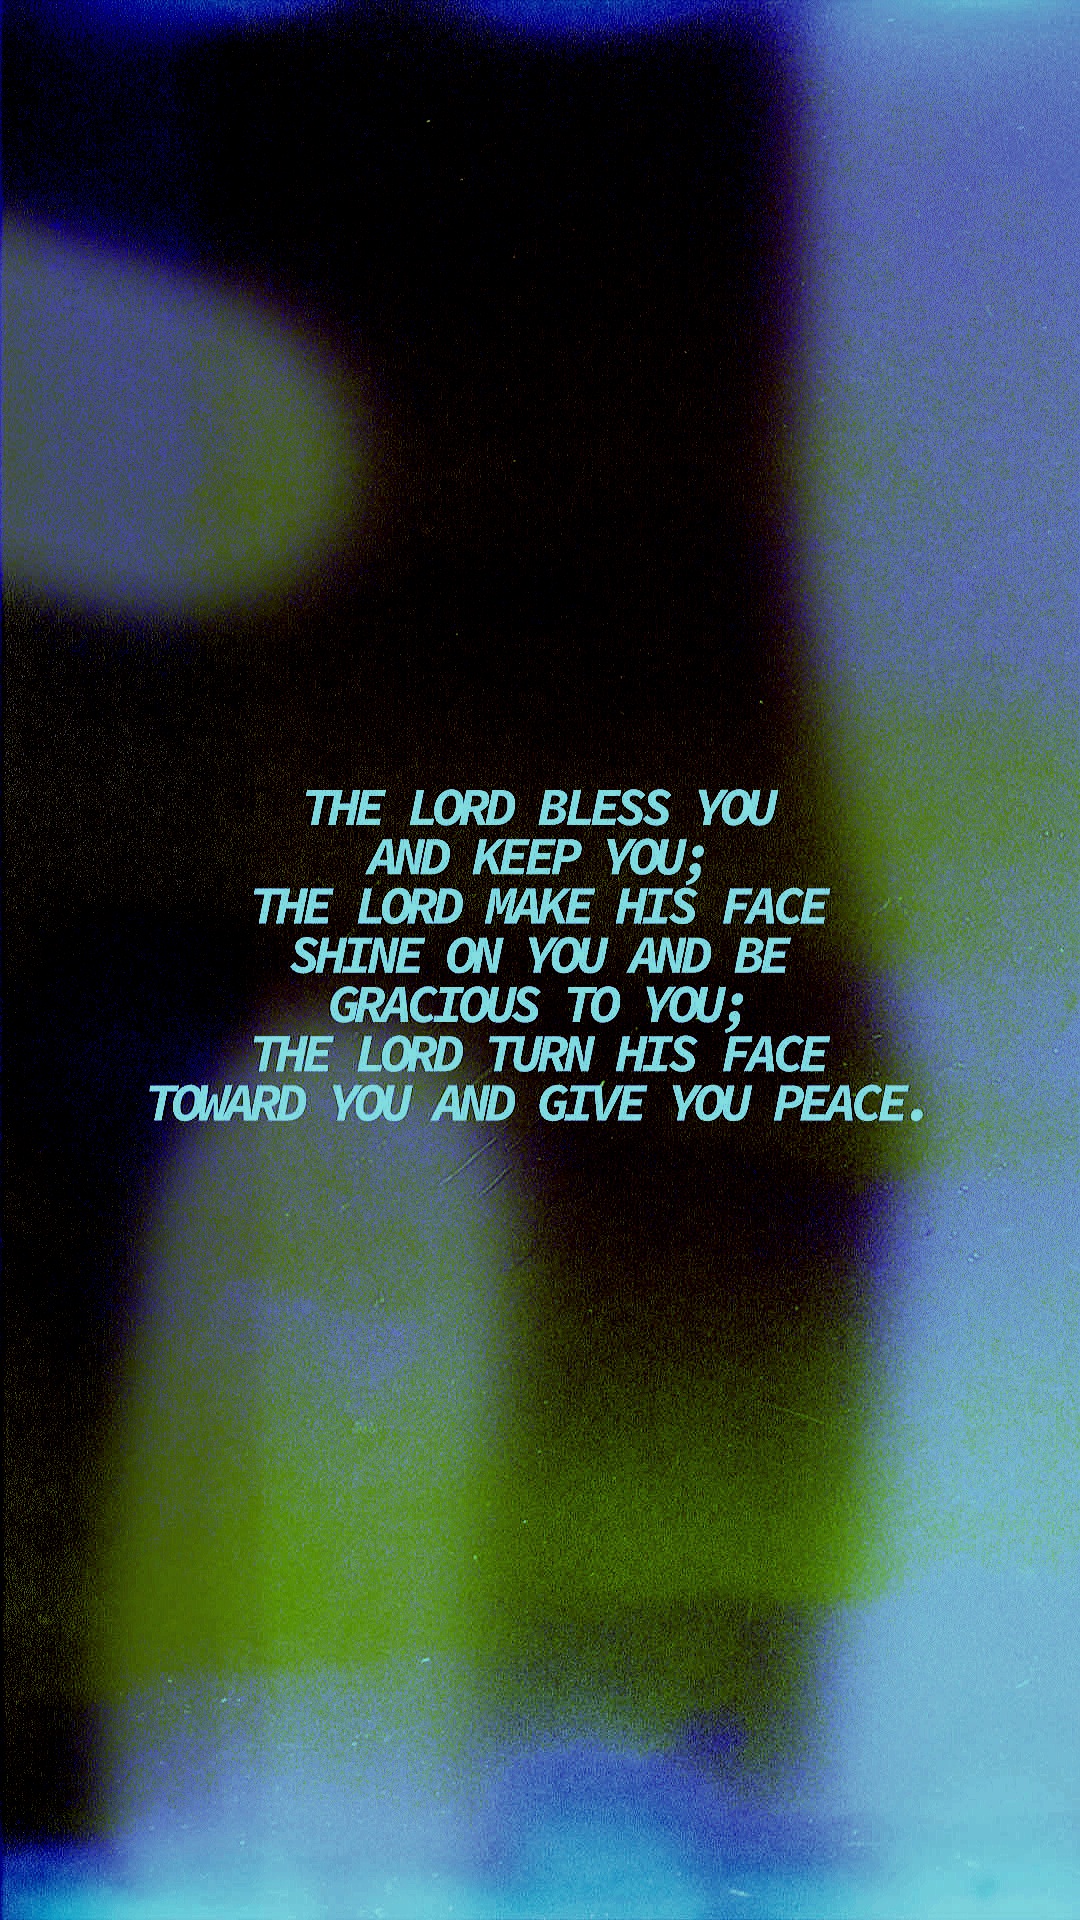 THE LORD BLESS YOU
AND KEEP YOU;
THE LORD MAKE HIS FACE
SHINE ON YOU AND BE
GRACIOUS TO YOU;
THE LORD TURN HIS FACE
TOWARD YOU AND GIVE YOU PEACE.